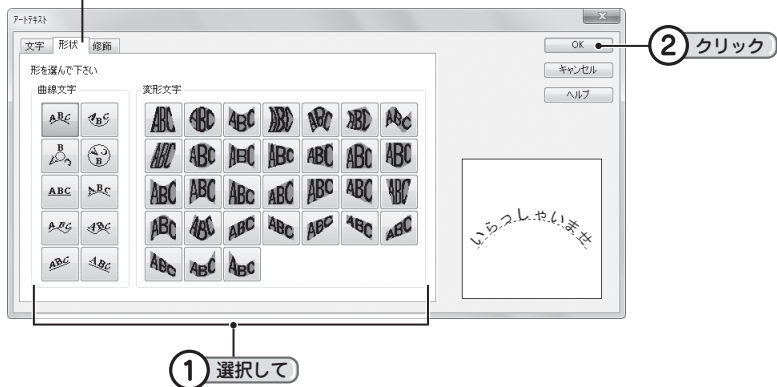 アートテキスト
文字 形状 修飾
形を選んで下さい
曲線文字 変形文字
OK
キャンセル
ヘルプ
② クリック
いらっしゃいませ
① 選択して